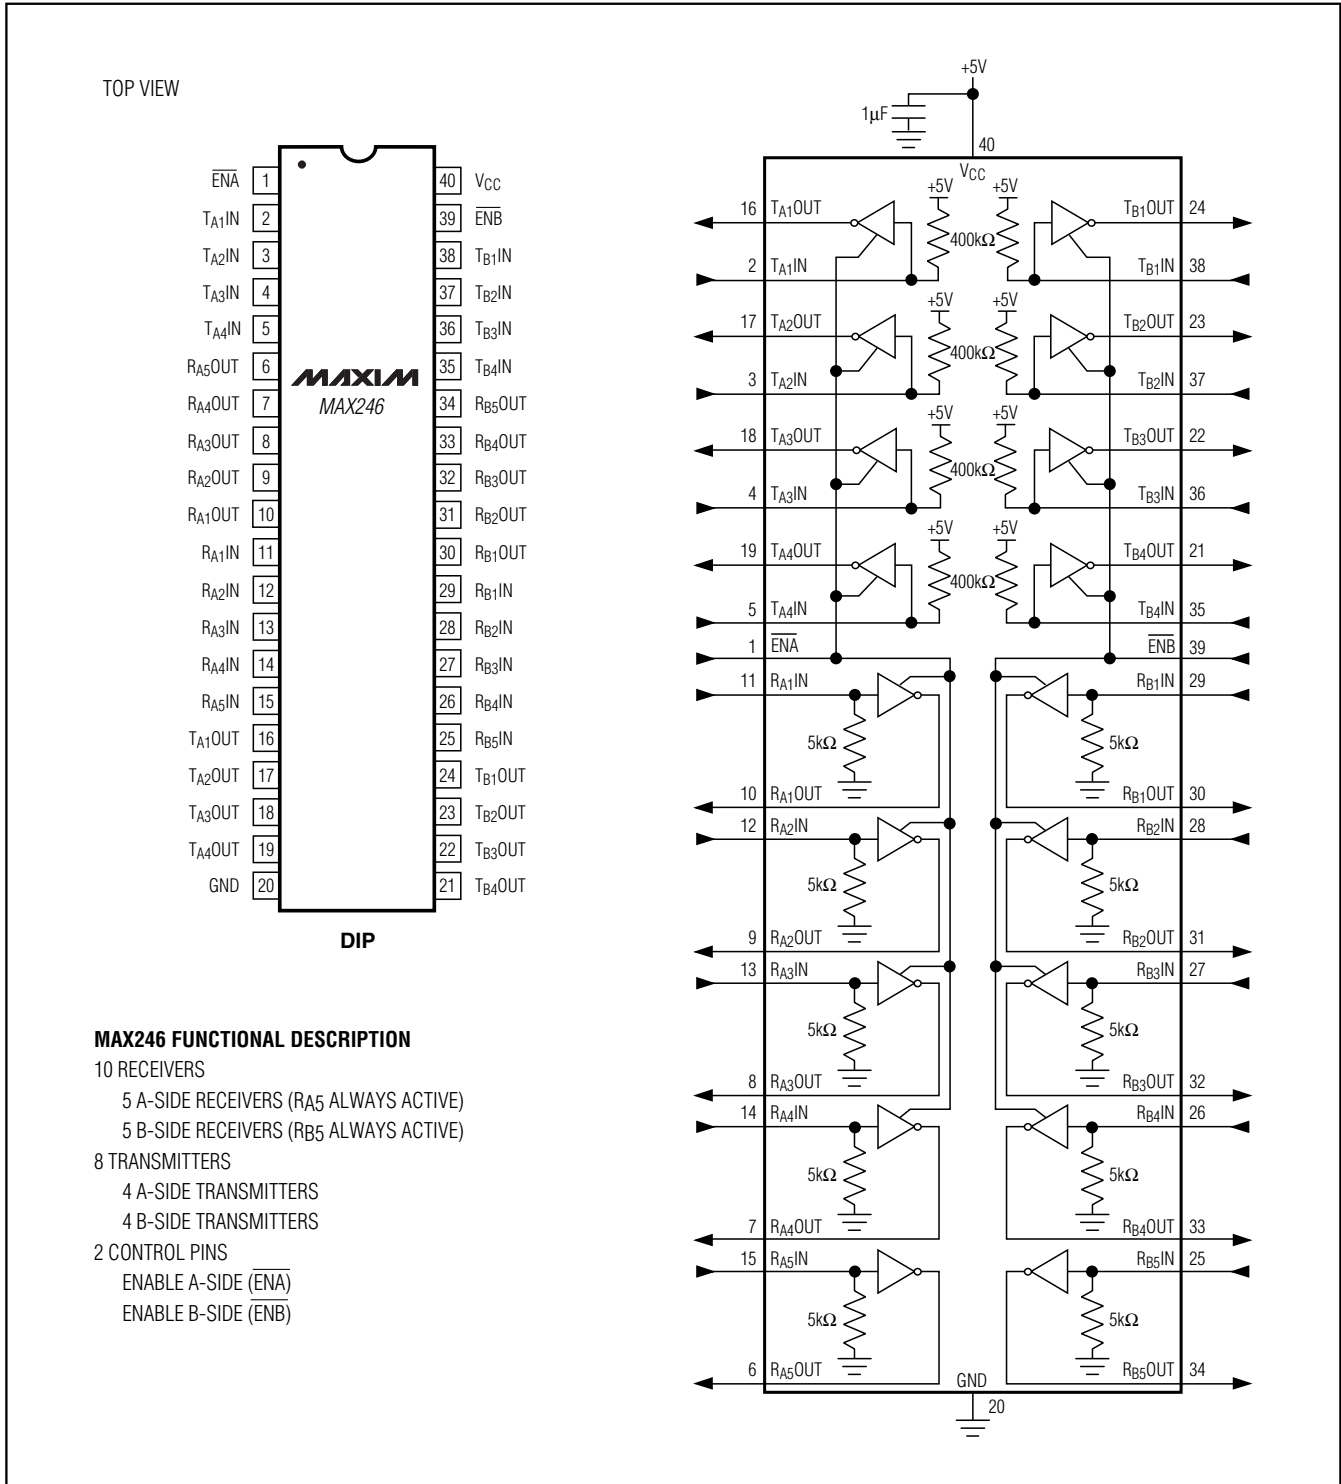 TOP VIEW
ENA 1
TA1IN 2
TA2IN 3
TA3IN 4
TA4IN 5
RA5OUT 6
RA4OUT 7
RA3OUT 8
RA2OUT 9
RA1OUT 10
RA1IN 11
RA2IN 12
RA3IN 13
RA4IN 14
RA5IN 15
TA1OUT 16
TA2OUT 17
TA3OUT 18
TA4OUT 19
GND 20
MAXIM
MAX246
40 VCC
39 ENB
38 TB1IN
37 TB2IN
36 TB3IN
35 TB4IN
34 RB5OUT
33 RB4OUT
32 RB3OUT
31 RB2OUT
30 RB1OUT
29 RB1IN
28 RB2IN
27 RB3IN
26 RB4IN
25 RB5IN
24 TB1OUT
23 TB2OUT
22 TB3OUT
21 TB4OUT
DIP
MAX246 FUNCTIONAL DESCRIPTION
10 RECEIVERS
5 A-SIDE RECEIVERS (RA5 ALWAYS ACTIVE)
5 B-SIDE RECEIVERS (RB5 ALWAYS ACTIVE)
8 TRANSMITTERS
4 A-SIDE TRANSMITTERS
4 B-SIDE TRANSMITTERS
2 CONTROL PINS
ENABLE A-SIDE (ENA)
ENABLE B-SIDE (ENB)
+5V
1µF
40
VCC
+5V +5V
16 TA1OUT TB1OUT 24
400kΩ
2 TA1IN TB1IN 38
+5V +5V
17 TA2OUT TB2OUT 23
400kΩ
3 TA2IN TB2IN 37
+5V +5V
18 TA3OUT TB3OUT 22
400kΩ
4 TA3IN TB3IN 36
+5V +5V
19 TA4OUT TB4OUT 21
400kΩ
5 TA4IN TB4IN 35
1 ENA ENB 39
11 RA1IN RB1IN 29
5kΩ 5kΩ
10 RA1OUT RB1OUT 30
12 RA2IN RB2IN 28
5kΩ 5kΩ
9 RA2OUT RB2OUT 31
13 RA3IN RB3IN 27
5kΩ 5kΩ
8 RA3OUT RB3OUT 32
14 RA4IN RB4IN 26
5kΩ 5kΩ
7 RA4OUT RB4OUT 33
15 RA5IN RB5IN 25
5kΩ 5kΩ
6 RA5OUT RB5OUT 34
GND
20